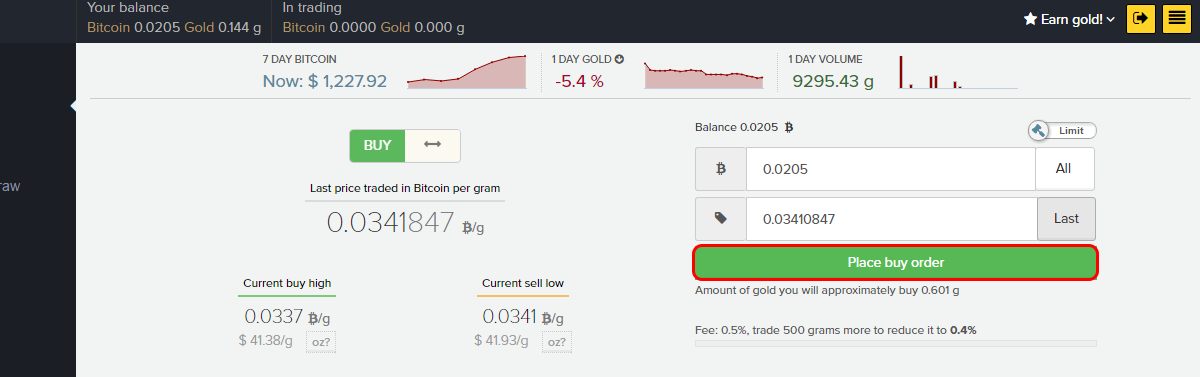 Your balance
Bitcoin 0.0205 Gold 0.144 g
In trading
Bitcoin 0.0000 Gold 0.000 g
Earn gold!
7 DAY BITCOIN
Now: $ 1,227.92
1 DAY GOLD
-5.4 %
1 DAY VOLUME
9295.43 g
raw
BUY
Last price traded in Bitcoin per gram
0.0341847 ₿/g
Current buy high
0.0337 ₿/g
$ 41.38/g oz?
Current sell low
0.0341 ₿/g
$ 41.93/g oz?
Balance 0.0205 ₿
Limit
₿ 0.0205 All
0.03410847 Last
Place buy order
Amount of gold you will approximately buy 0.601 g
Fee: 0.5%, trade 500 grams more to reduce it to 0.4%